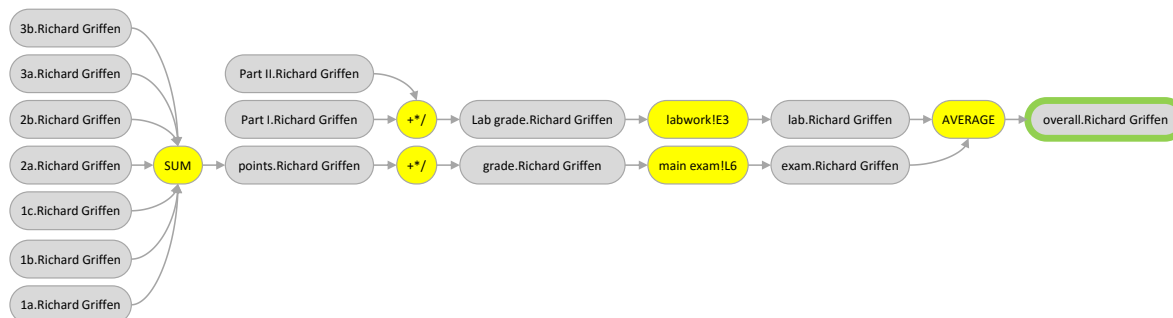 3b.Richard Griffen
3a.Richard Griffen
Part II.Richard Griffen
2b.Richard Griffen
Part I.Richard Griffen
+*/
Lab grade.Richard Griffen
labwork!E3
lab.Richard Griffen
AVERAGE
overall.Richard Griffen
2a.Richard Griffen
SUM
points.Richard Griffen
+*/
grade.Richard Griffen
main exam!L6
exam.Richard Griffen
1c.Richard Griffen
1b.Richard Griffen
1a.Richard Griffen